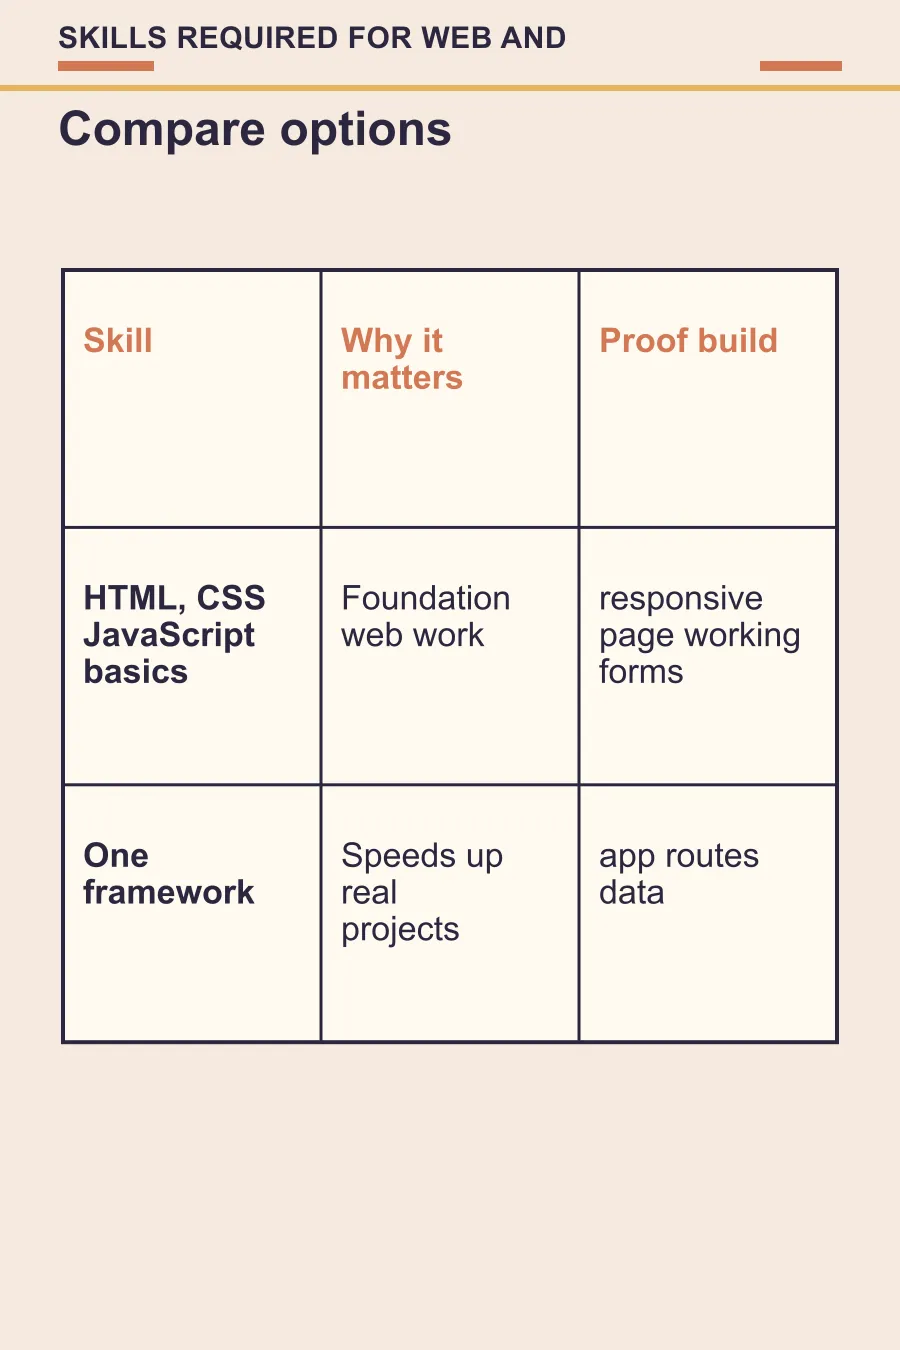 SKILLS REQUIRED FOR WEB AND
Compare options
Skill
Why it
matters
Proof build
HTML, CSS
JavaScript
basics
Foundation
web work
responsive
page working
forms
One
framework
Speeds up
real
projects
app routes
data